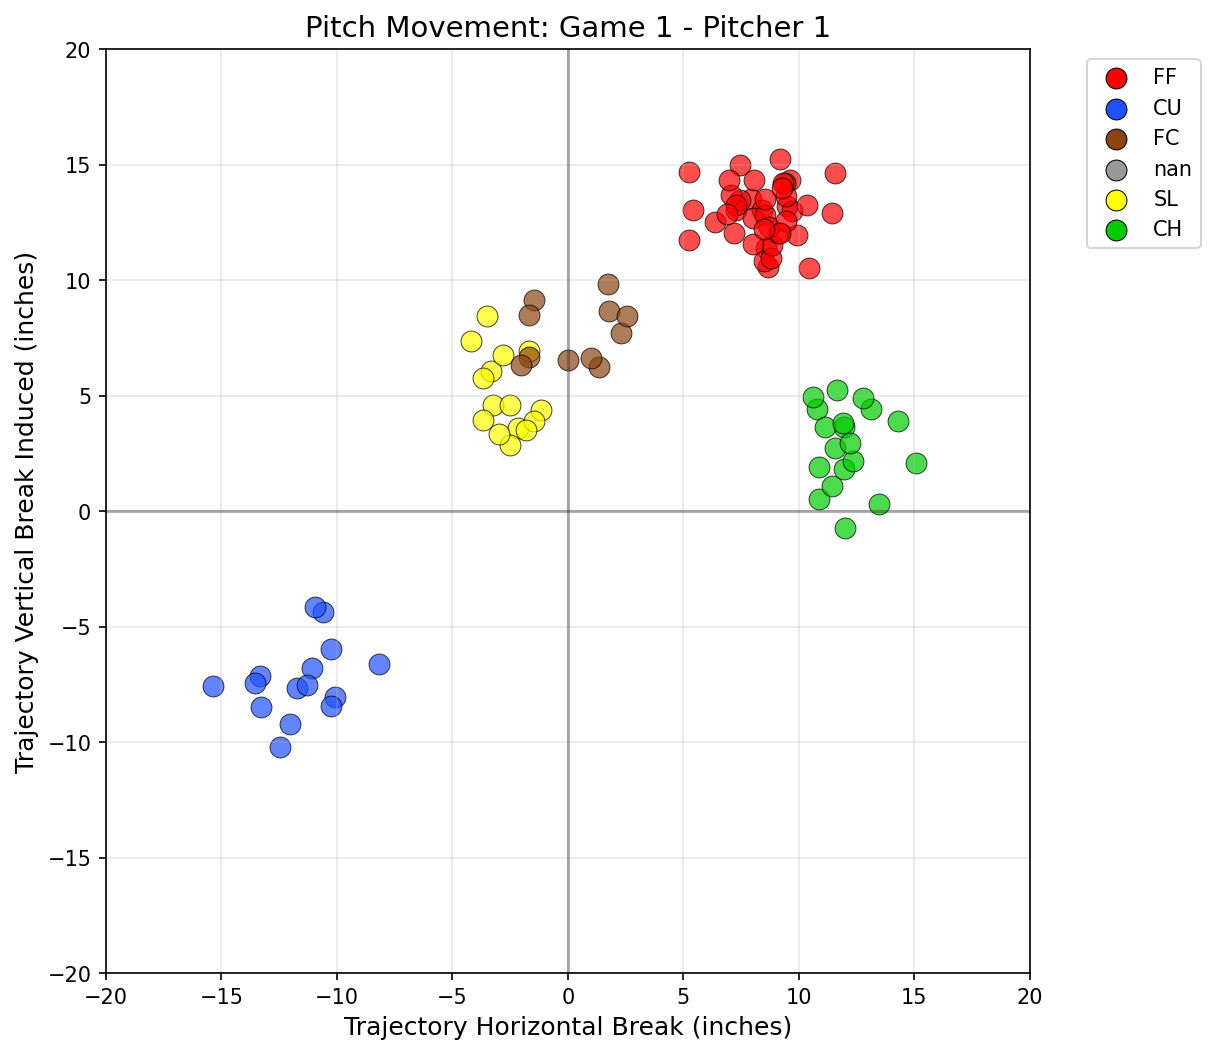 Pitch Movement: Game 1 - Pitcher 1
FF
CU
FC
nan
SL
CH
Trajectory Vertical Break Induced (inches)
20
15
10
5
0
−5
−10
−15
−20
−20 −15 −10 −5 0 5 10 15 20
Trajectory Horizontal Break (inches)